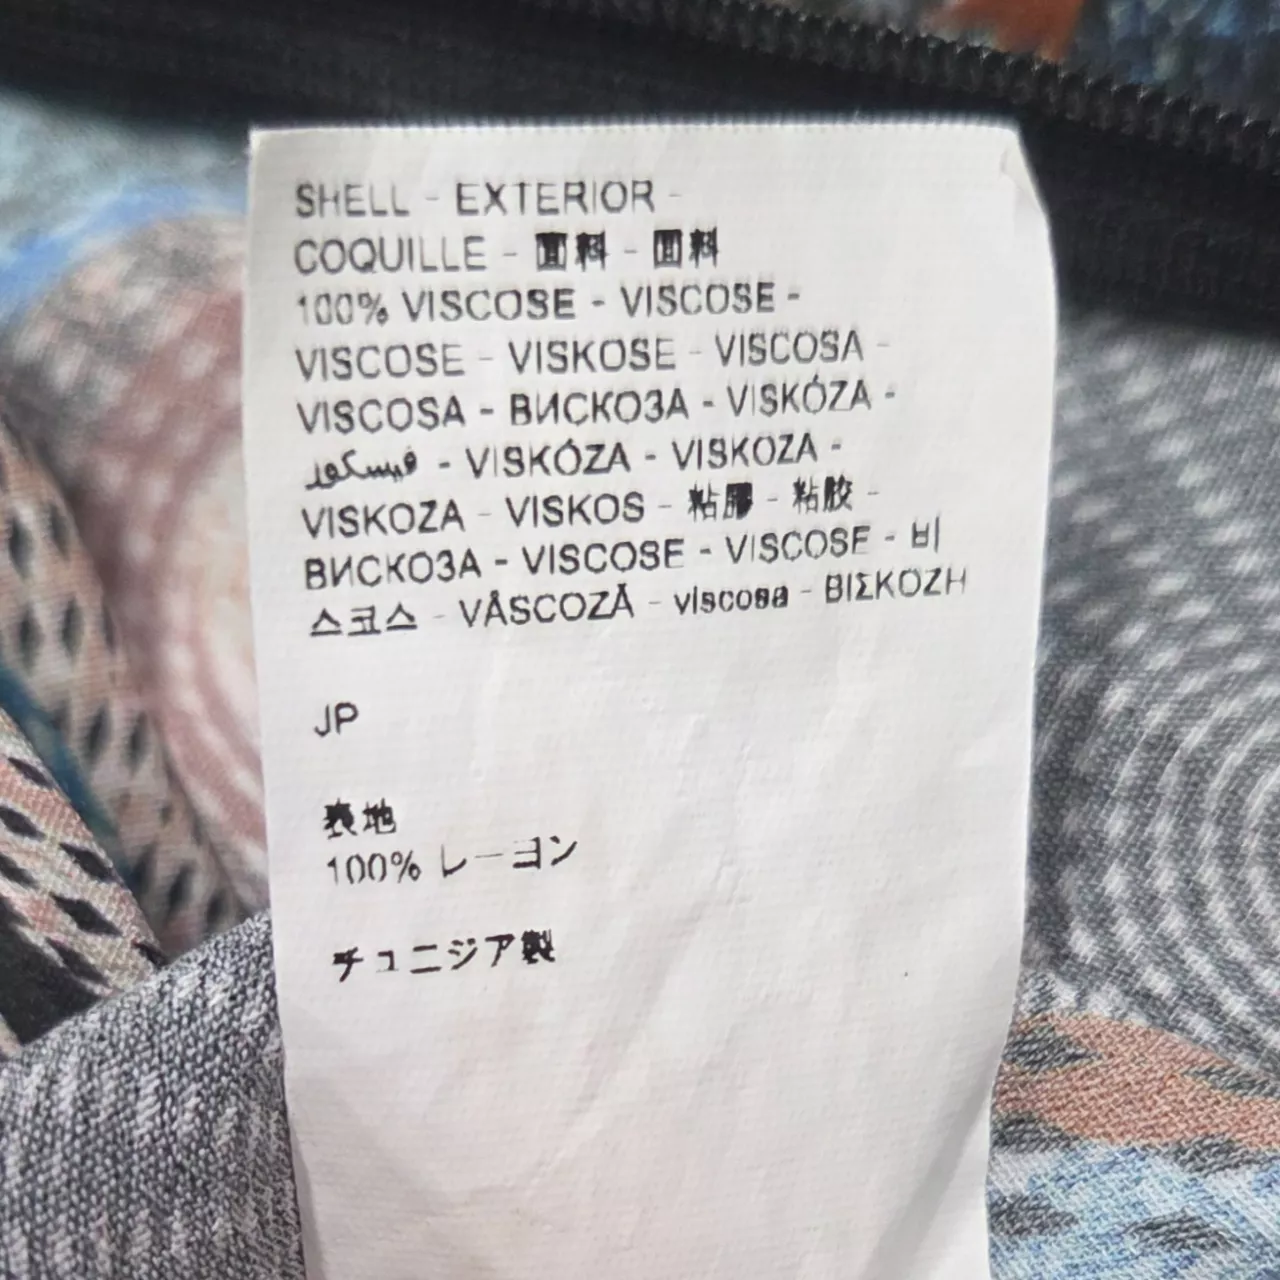 SHELL - EXTERIOR -
COQUILLE - 面料 - 面料
100% VISCOSE - VISCOSE -
VISCOSE - VISKOSE - VISCOSA -
VISCOSA - ВИСКОЗА - VISKÓZA -
فيسكوز - VISKÓZA - VISKOZA -
VISKOZA - VISKOS - 粘膠 - 粘胶 -
ВИСКОЗА - VISCOSE - VISCOSE - 비
스코스 - VÂSCOZĂ - viscosa - ΒΙΣΚΟΖΗ
JP
表地
100% レーヨン
チュニジア製